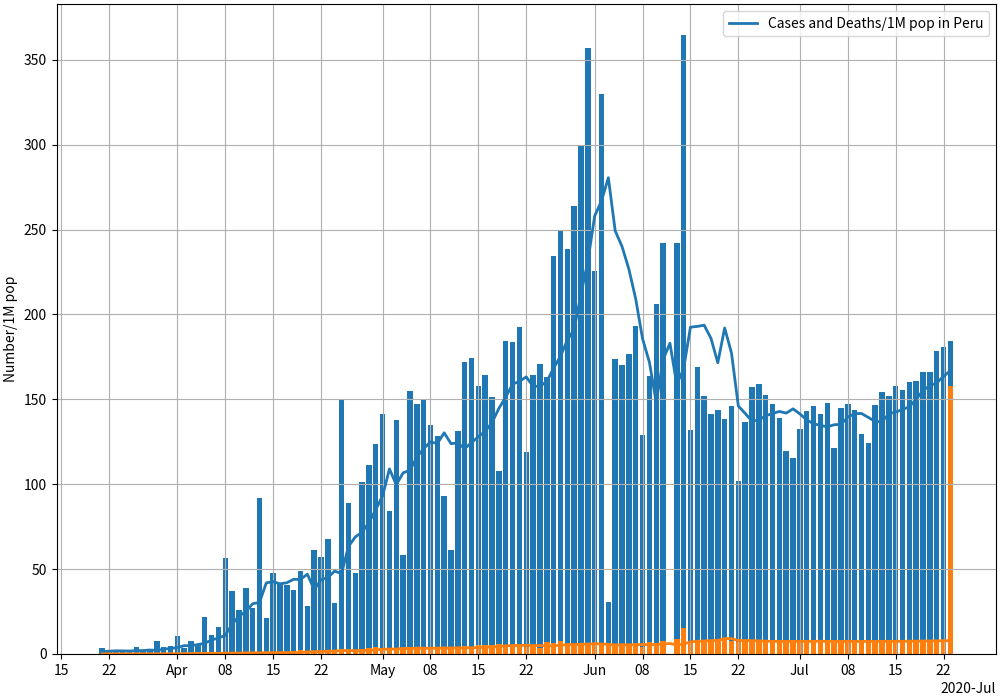 Cases and Deaths/1M pop in Peru
350
300
250
200
150
100
50
0
Number/1M pop
15 22 Apr 08 15 22 May 08 15 22 Jun 08 15 22 Jul 08 15 22
2020-Jul